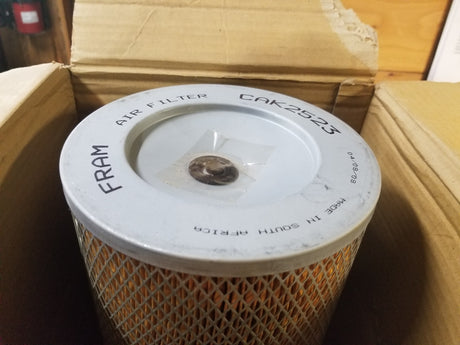 FRAM
AIR FILTER
CAK2523
MADE IN SOUTH AFRICA